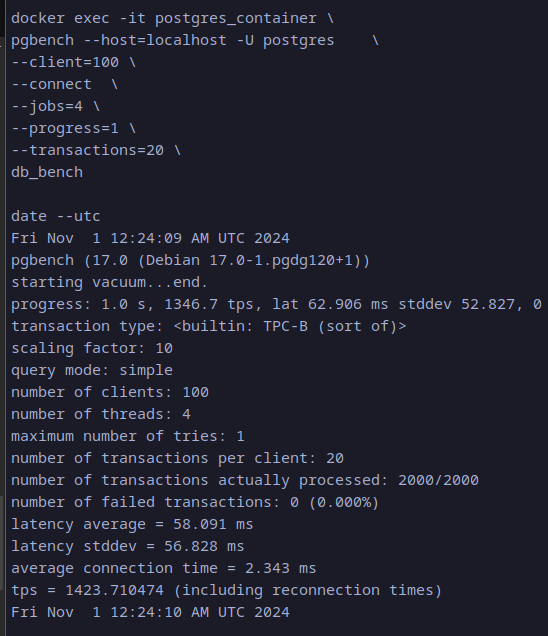 docker exec -it postgres_container \
pgbench --host=localhost -U postgres    \
--client=100 \
--connect  \
--jobs=4 \
--progress=1 \
--transactions=20 \
db_bench

date --utc
Fri Nov  1 12:24:09 AM UTC 2024
pgbench (17.0 (Debian 17.0-1.pgdg120+1))
starting vacuum...end.
progress: 1.0 s, 1346.7 tps, lat 62.906 ms stddev 52.827, 0
transaction type: <builtin: TPC-B (sort of)>
scaling factor: 10
query mode: simple
number of clients: 100
number of threads: 4
maximum number of tries: 1
number of transactions per client: 20
number of transactions actually processed: 2000/2000
number of failed transactions: 0 (0.000%)
latency average = 58.091 ms
latency stddev = 56.828 ms
average connection time = 2.343 ms
tps = 1423.710474 (including reconnection times)
Fri Nov  1 12:24:10 AM UTC 2024